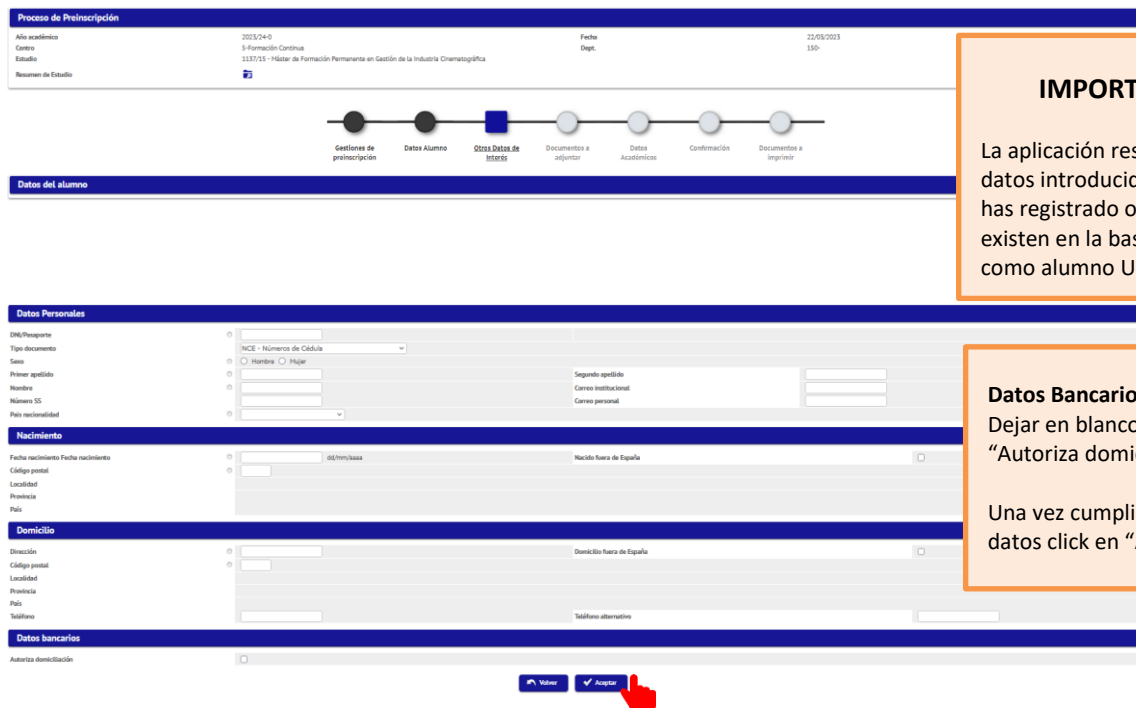 Proceso de Preinscripción
Año académico 2023/24-0 Fecha 22/03/2023
Centro 5-Formación Continua Dept. 150-
Estudio 1137/15 - Máster de Formación Permanente en Gestión de la Industria Cinematográfica
Resumen de Estudio
Gestiones de preinscripción
Datos Alumno
Otros Datos de Interés
Documentos a adjuntar
Datos Académicos
Confirmación
Documentos a imprimir
Datos del alumno
IMPORT
La aplicación res
datos introducid
has registrado o
existen en la bas
como alumno U
Datos Personales
DNI/Pasaporte
Tipo documento NCE - Números de Cédula
Sexo Hombre Mujer
Primer apellido Segundo apellido
Nombre Correo institucional
Número SS Correo personal
País nacionalidad
Nacimiento
Fecha nacimiento Fecha nacimiento dd/mm/aaaa Nacido fuera de España
Código postal
Localidad
Provincia
País
Datos Bancario
Dejar en blanco
“Autoriza domi
Una vez cumpli
datos click en “
Domicilio
Dirección Domicilio fuera de España
Código postal
Localidad
Provincia
País
Teléfono Teléfono alternativo
Datos bancarios
Autoriza domiciliación
Volver Aceptar